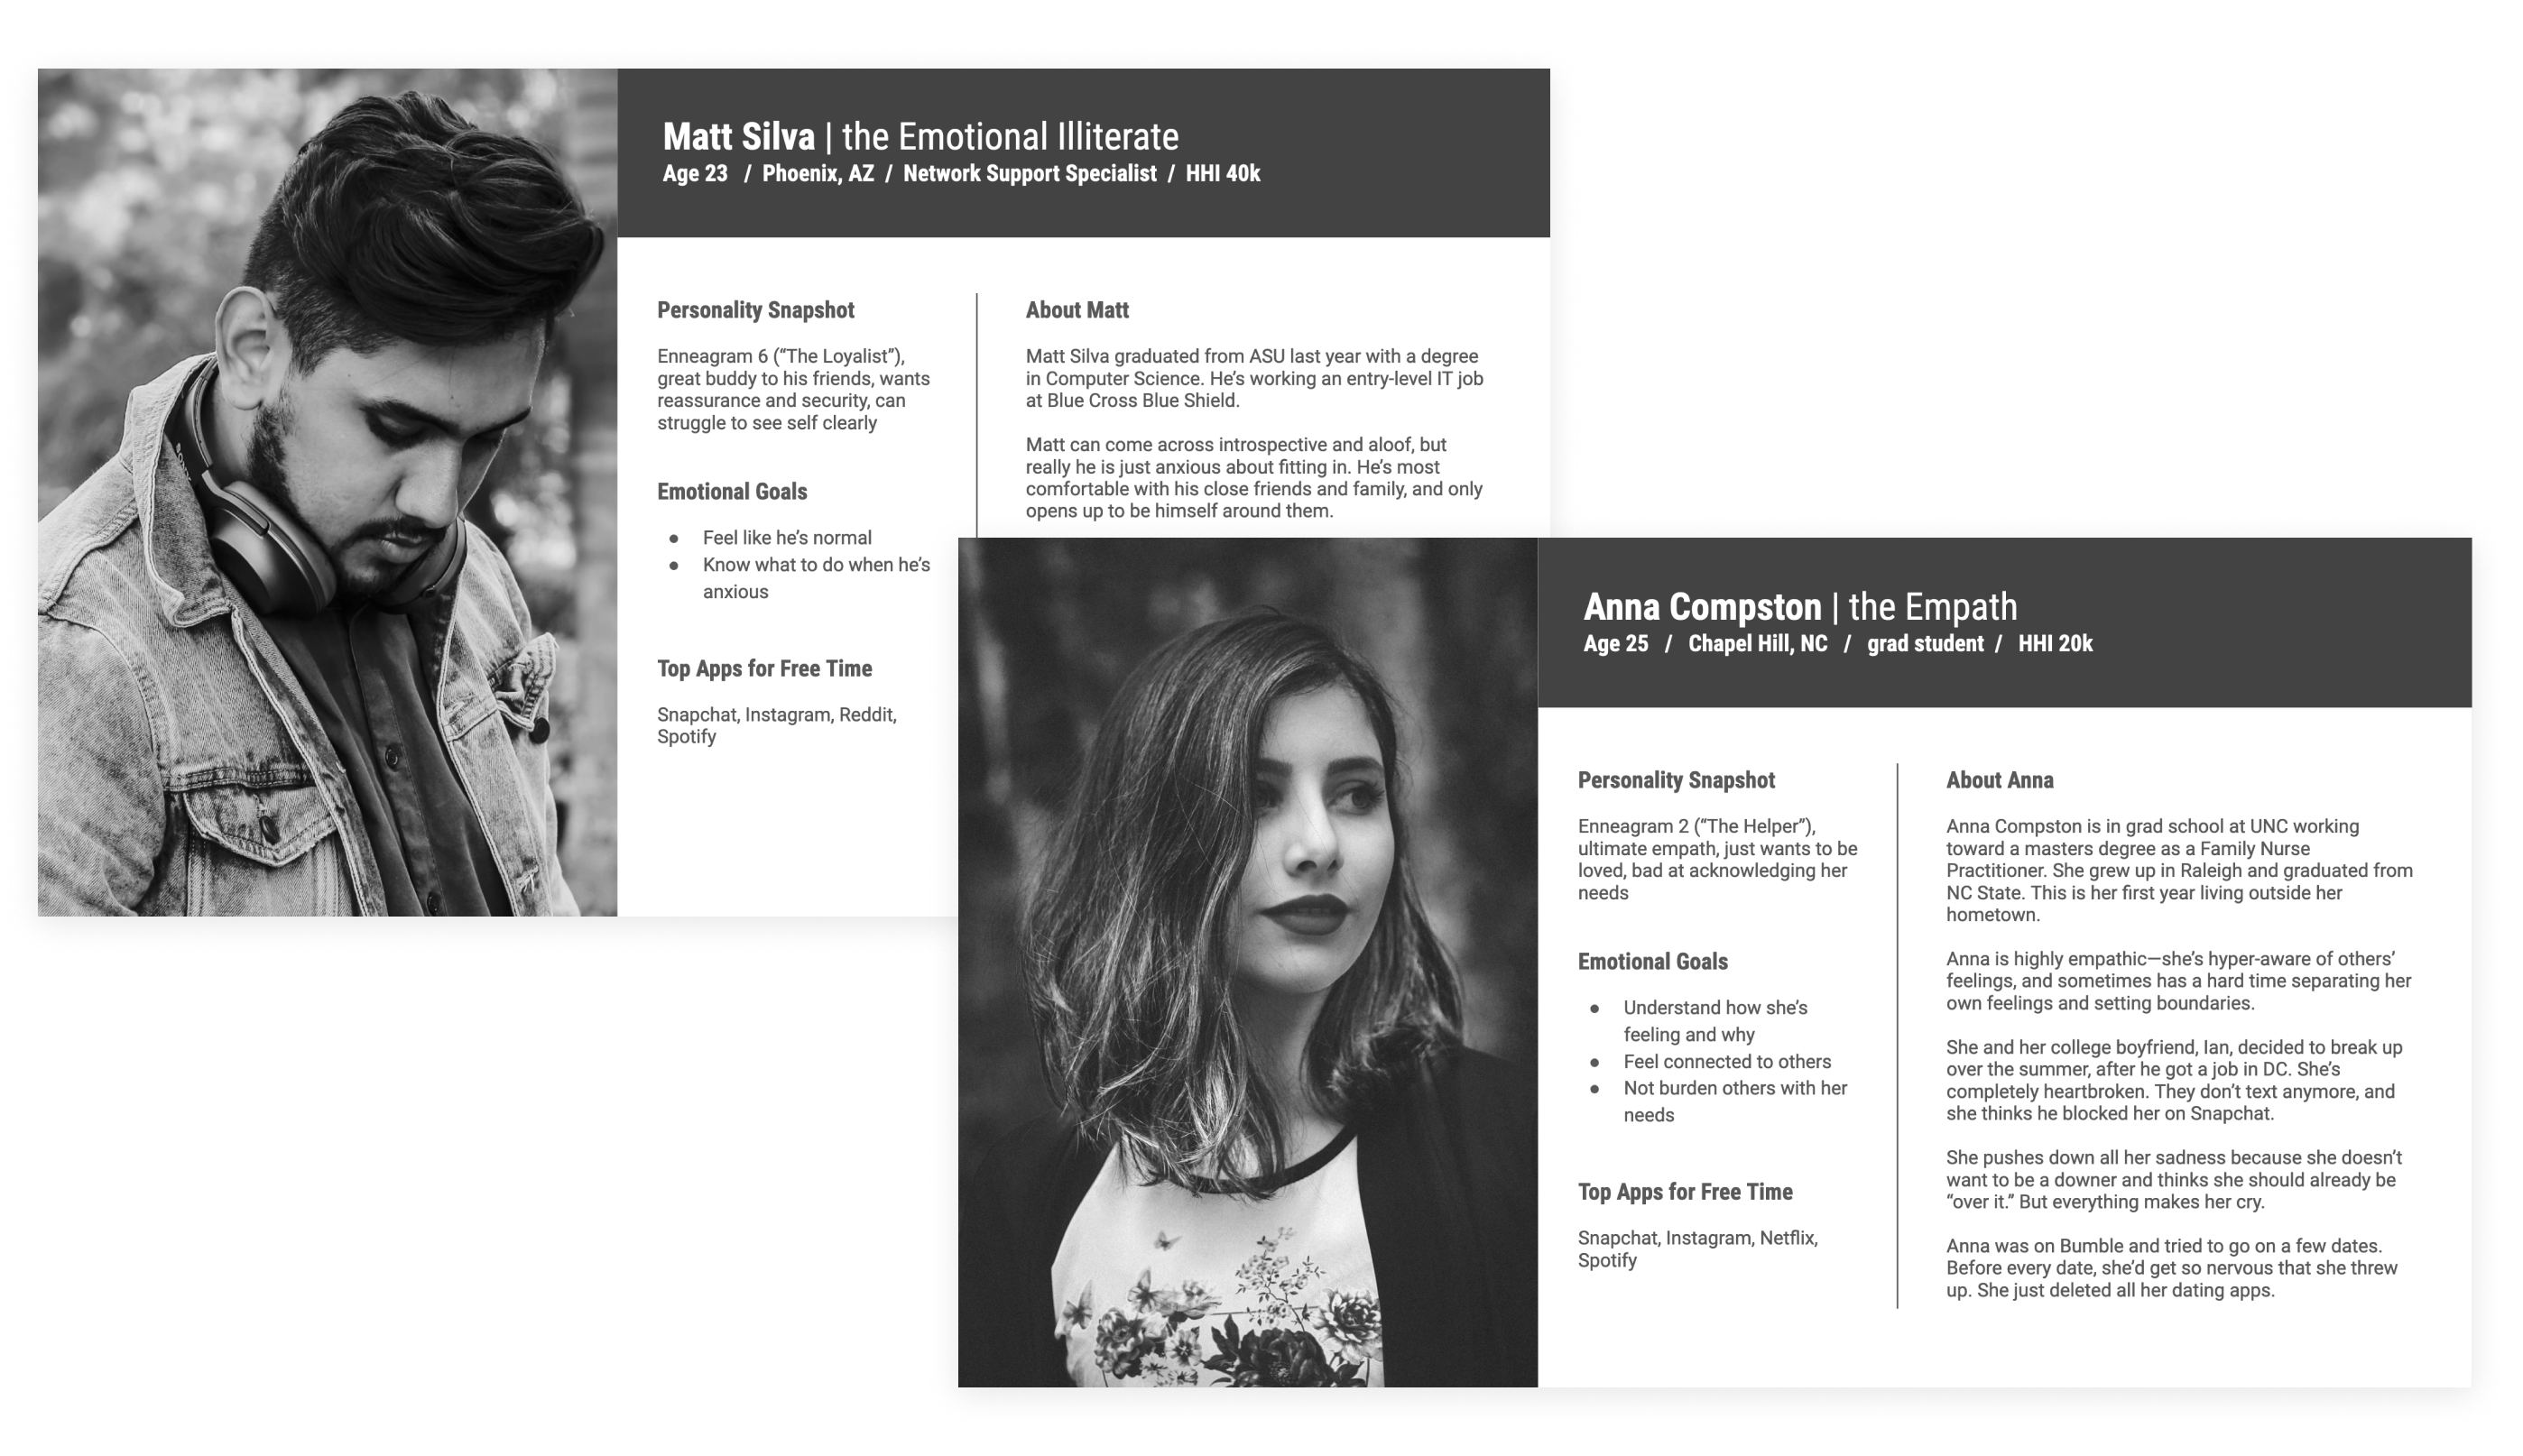 Matt Silva | the Emotional Illiterate
Age 23 / Phoenix, AZ / Network Support Specialist / HHI 40k
Personality Snapshot
Enneagram 6 (“The Loyalist”),
great buddy to his friends, wants
reassurance and security, can
struggle to see self clearly
Emotional Goals
● Feel like he’s normal
● Know what to do when he’s
anxious
Top Apps for Free Time
Snapchat, Instagram, Reddit,
Spotify
About Matt
Matt Silva graduated from ASU last year with a degree
in Computer Science. He’s working an entry-level IT job
at Blue Cross Blue Shield.
Matt can come across introspective and aloof, but
really he is just anxious about fitting in. He’s most
comfortable with his close friends and family, and only
opens up to be himself around them.
Anna Compston | the Empath
Age 25 / Chapel Hill, NC / grad student / HHI 20k
Personality Snapshot
Enneagram 2 (“The Helper”),
ultimate empath, just wants to be
loved, bad at acknowledging her
needs
Emotional Goals
● Understand how she’s
feeling and why
● Feel connected to others
● Not burden others with her
needs
Top Apps for Free Time
Snapchat, Instagram, Netflix,
Spotify
About Anna
Anna Compston is in grad school at UNC working
toward a masters degree as a Family Nurse
Practitioner. She grew up in Raleigh and graduated from
NC State. This is her first year living outside her
hometown.
Anna is highly empathic—she’s hyper-aware of others’
feelings, and sometimes has a hard time separating her
own feelings and setting boundaries.
She and her college boyfriend, Ian, decided to break up
over the summer, after he got a job in DC. She’s
completely heartbroken. They don’t text anymore, and
she thinks he blocked her on Snapchat.
She pushes down all her sadness because she doesn’t
want to be a downer and thinks she should already be
“over it.” But everything makes her cry.
Anna was on Bumble and tried to go on a few dates.
Before every date, she’d get so nervous that she threw
up. She just deleted all her dating apps.